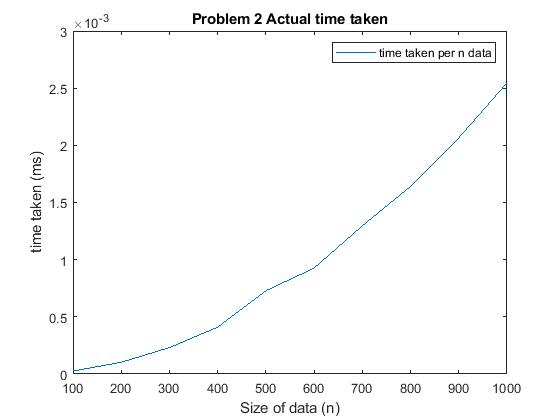 Problem 2 Actual time taken
×10-3
time taken per n data
3
2.5
2
1.5
1
0.5
0
time taken (ms)
100 200 300 400 500 600 700 800 900 1000
Size of data (n)